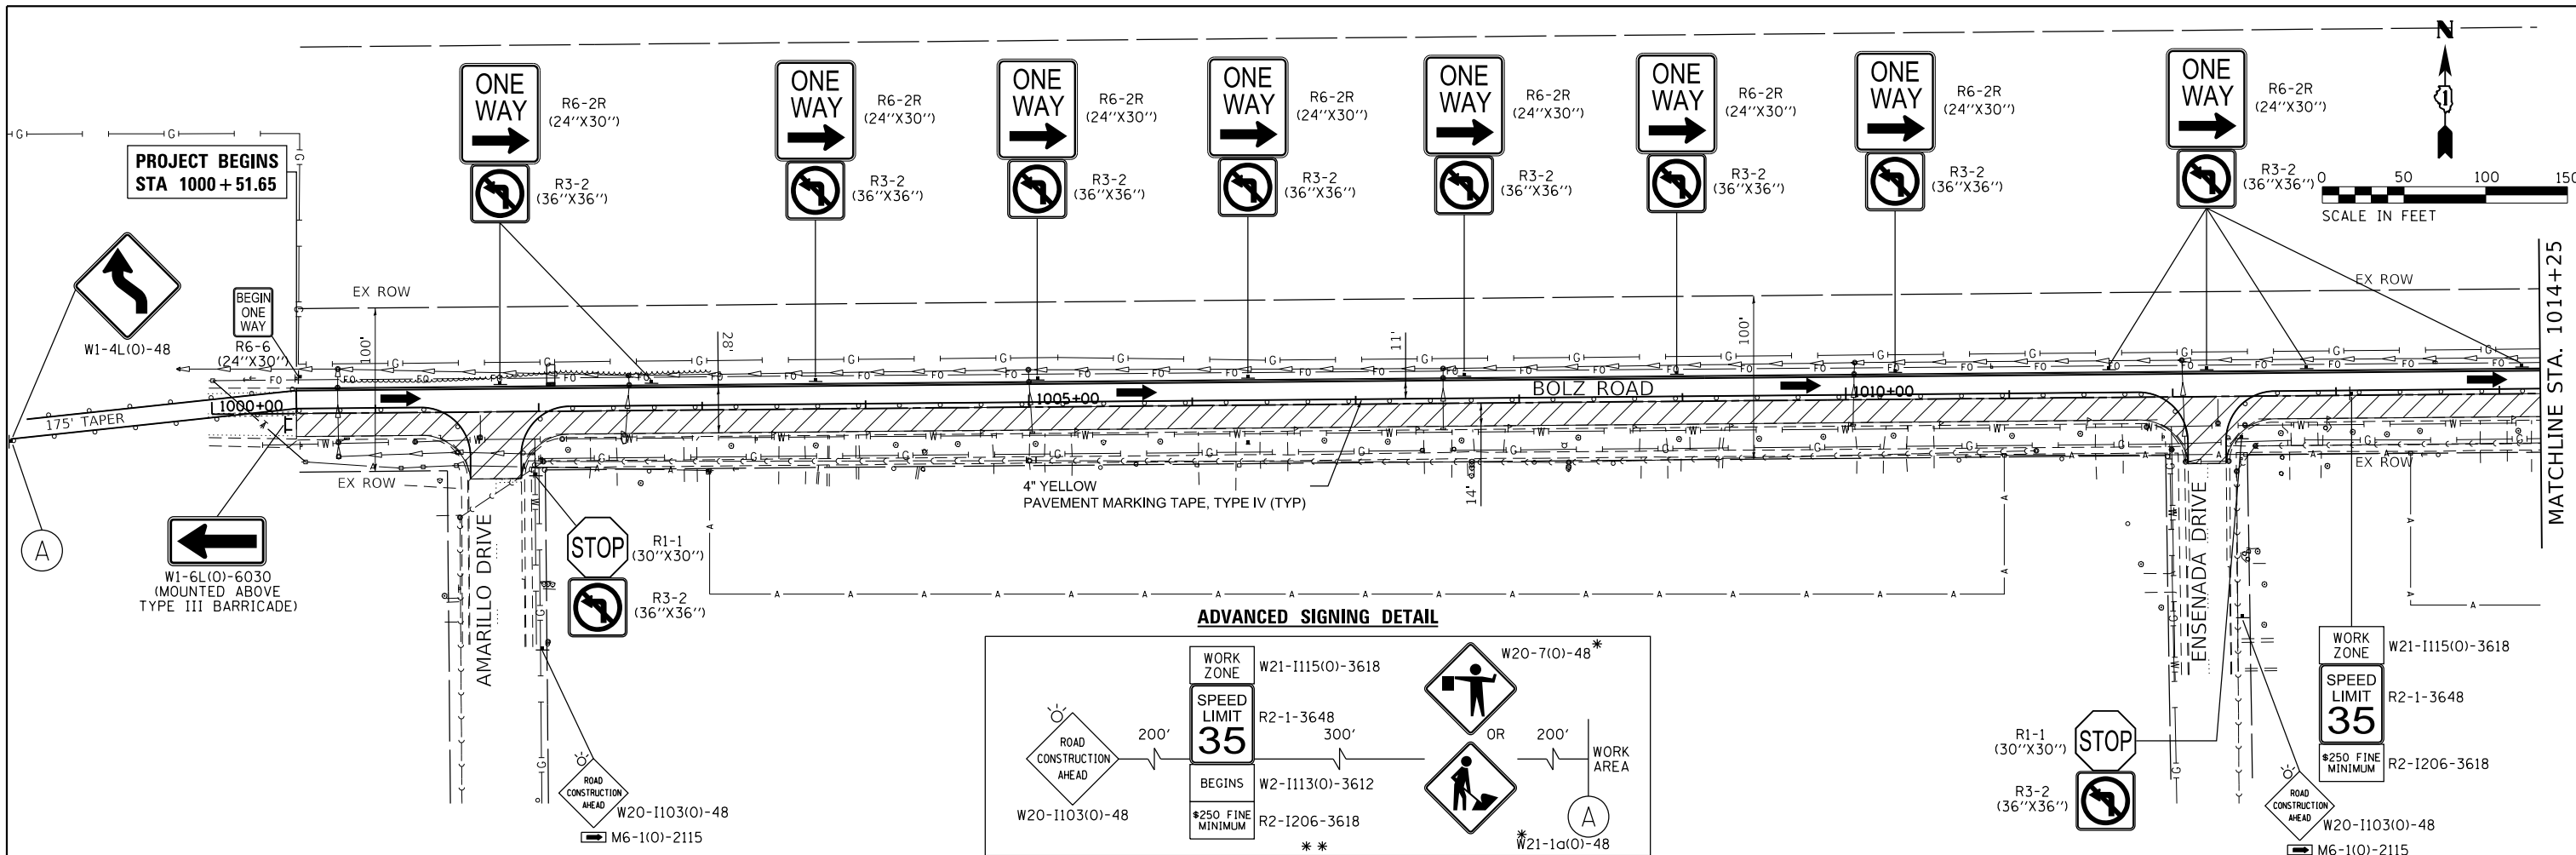 ONE
WAY
R6-2R
(24''X30'')
R3-2
(36''X36'')
ONE
WAY
R6-2R
(24''X30'')
R3-2
(36''X36'')
ONE
WAY
R6-2R
(24''X30'')
R3-2
(36''X36'')
ONE
WAY
R6-2R
(24''X30'')
R3-2
(36''X36'')
ONE
WAY
R6-2R
(24''X30'')
R3-2
(36''X36'')
ONE
WAY
R6-2R
(24''X30'')
R3-2
(36''X36'')
ONE
WAY
R6-2R
(24''X30'')
R3-2
(36''X36'')
ONE
WAY
R6-2R
(24''X30'')
R3-2
(36''X36'')
N
0 50 100 150
SCALE IN FEET
PROJECT BEGINS
STA 1000+51.65
W1-4L(O)-48
BEGIN
ONE
WAY
R6-6
(24''X30'')
EX ROW
EX ROW
100'
28'
11'
100'
MATCHLINE STA. 1014+25
175' TAPER
1000+00
1005+00
BOLZ ROAD
1010+00
EX ROW
EX ROW
14'
4" YELLOW
PAVEMENT MARKING TAPE, TYPE IV (TYP)
A
W1-6L(O)-6030
(MOUNTED ABOVE
TYPE III BARRICADE)
AMARILLO DRIVE
STOP
R1-1
(30''X30'')
R3-2
(36''X36'')
ROAD
CONSTRUCTION
AHEAD
W20-I103(O)-48
M6-1(O)-2115
ADVANCED SIGNING DETAIL
ROAD
CONSTRUCTION
AHEAD
W20-I103(O)-48
200'
WORK
ZONE
W21-I115(O)-3618
SPEED
LIMIT
35
R2-1-3648
BEGINS
W2-I113(O)-3612
$250 FINE
MINIMUM
R2-I206-3618
* *
300'
W20-7(O)-48*
OR
*
W21-1a(O)-48
200'
WORK
AREA
A
ENSENADA DRIVE
STOP
R1-1
(30''X30'')
R3-2
(36''X36'')
WORK
ZONE
W21-I115(O)-3618
SPEED
LIMIT
35
R2-1-3648
$250 FINE
MINIMUM
R2-I206-3618
ROAD
CONSTRUCTION
AHEAD
W20-I103(O)-48
M6-1(O)-2115